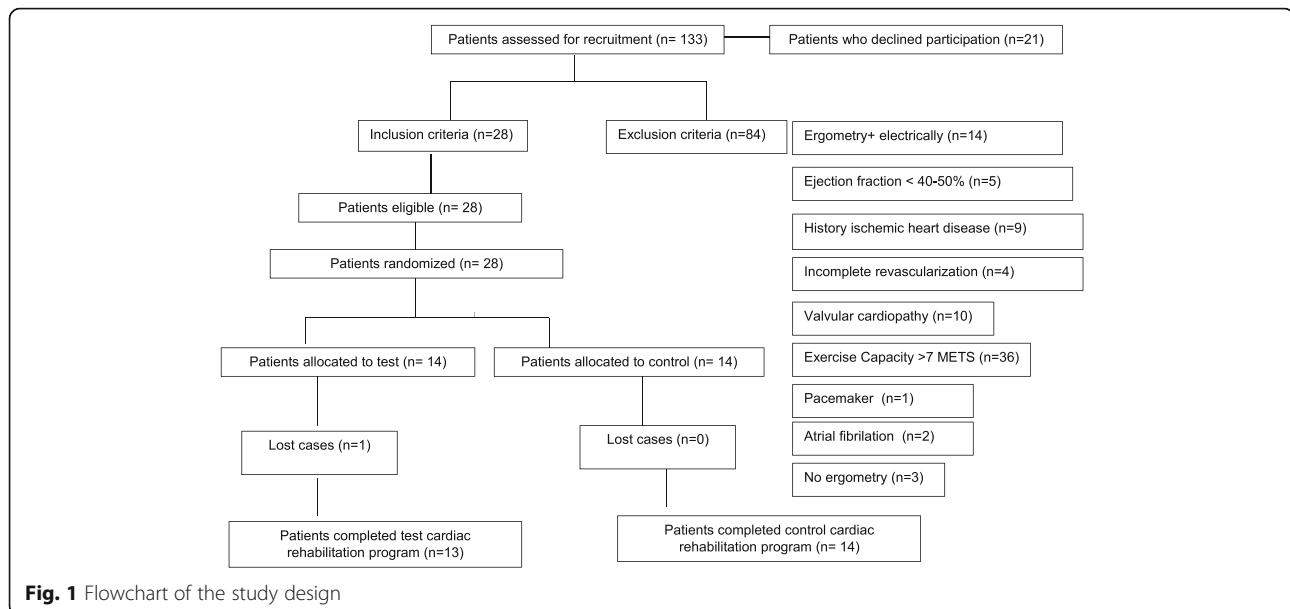 Patients assessed for recruitment (n= 133)
Patients who declined participation (n=21)
Inclusion criteria (n=28)
Exclusion criteria (n=84)
Ergometry+ electrically (n=14)
Ejection fraction < 40-50% (n=5)
Patients eligible (n= 28)
History ischemic heart disease (n=9)
Patients randomized (n= 28)
Incomplete revascularization (n=4)
Valvular cardiopathy (n=10)
Patients allocated to test (n= 14)
Patients allocated to control (n= 14)
Exercise Capacity >7 METS (n=36)
Pacemaker (n=1)
Lost cases (n=1)
Lost cases (n=0)
Atrial fibrilation (n=2)
No ergometry (n=3)
Patients completed test cardiac
rehabilitation program (n=13)
Patients completed control cardiac
rehabilitation program (n= 14)
Fig. 1 Flowchart of the study design